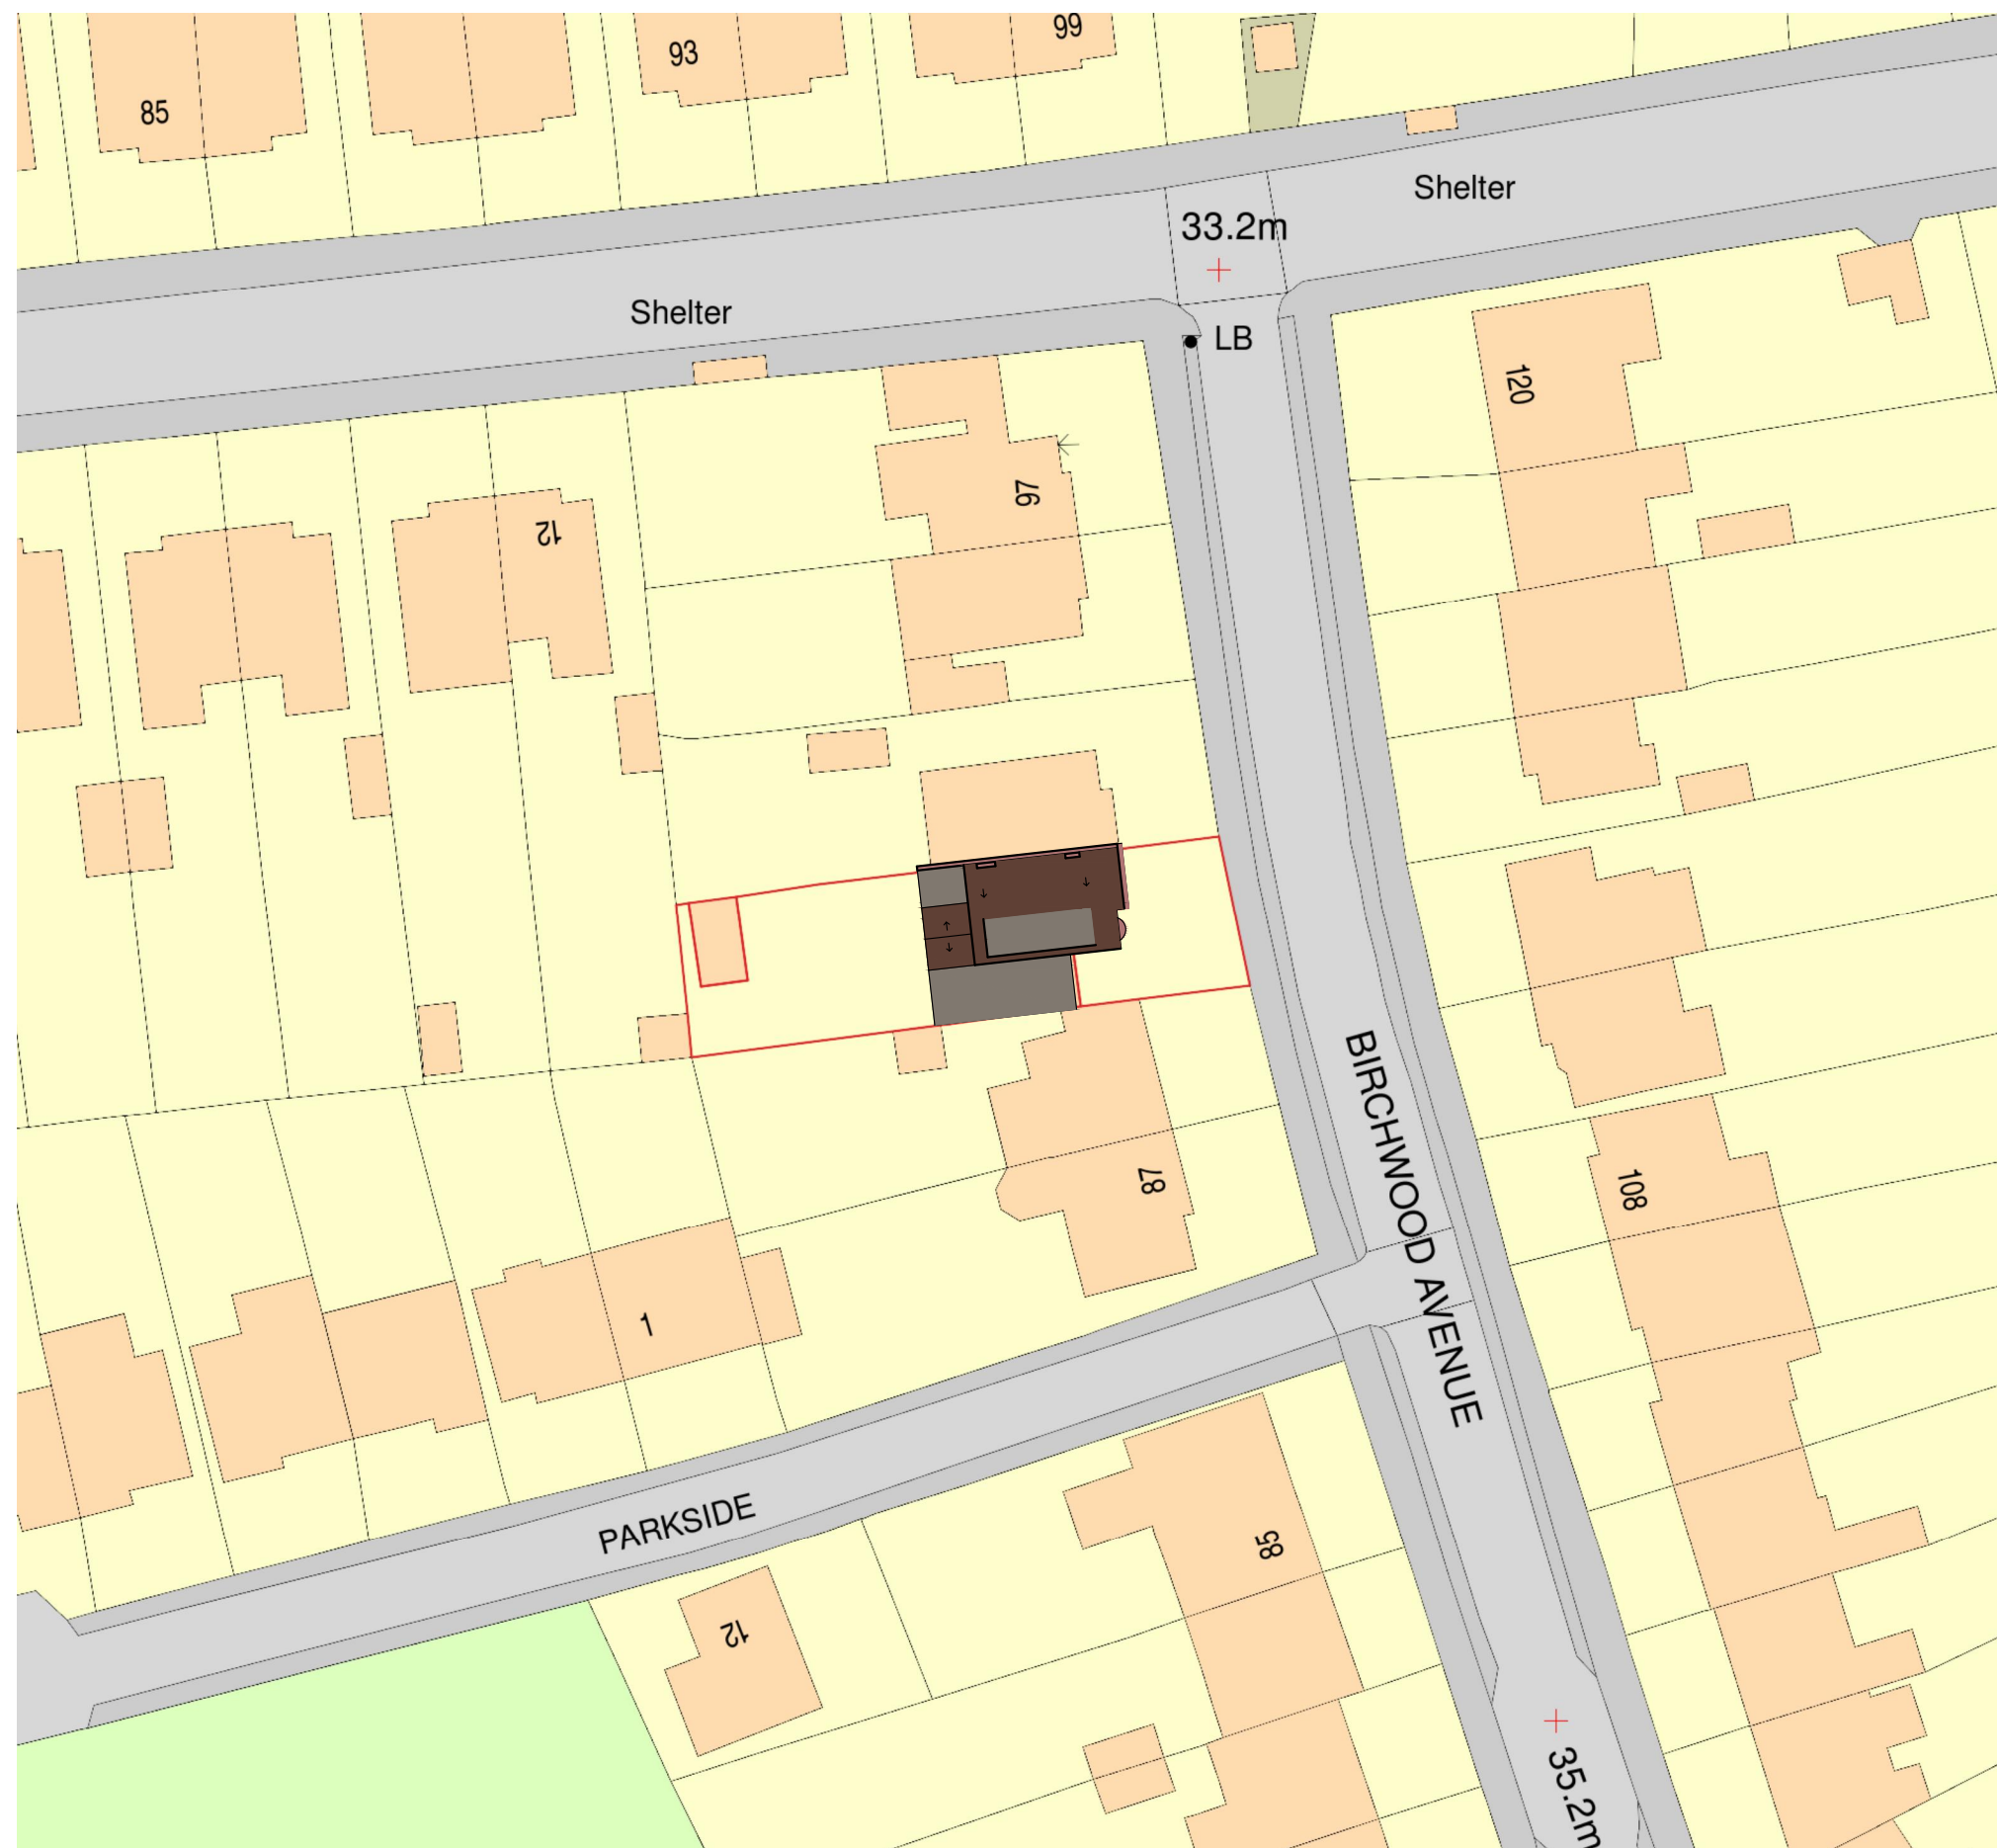 99
93
85
Shelter
33.2m
Shelter
LB
120
97
12
BIRCHWOOD AVENUE
87
108
1
PARKSIDE
85
12
35.2m